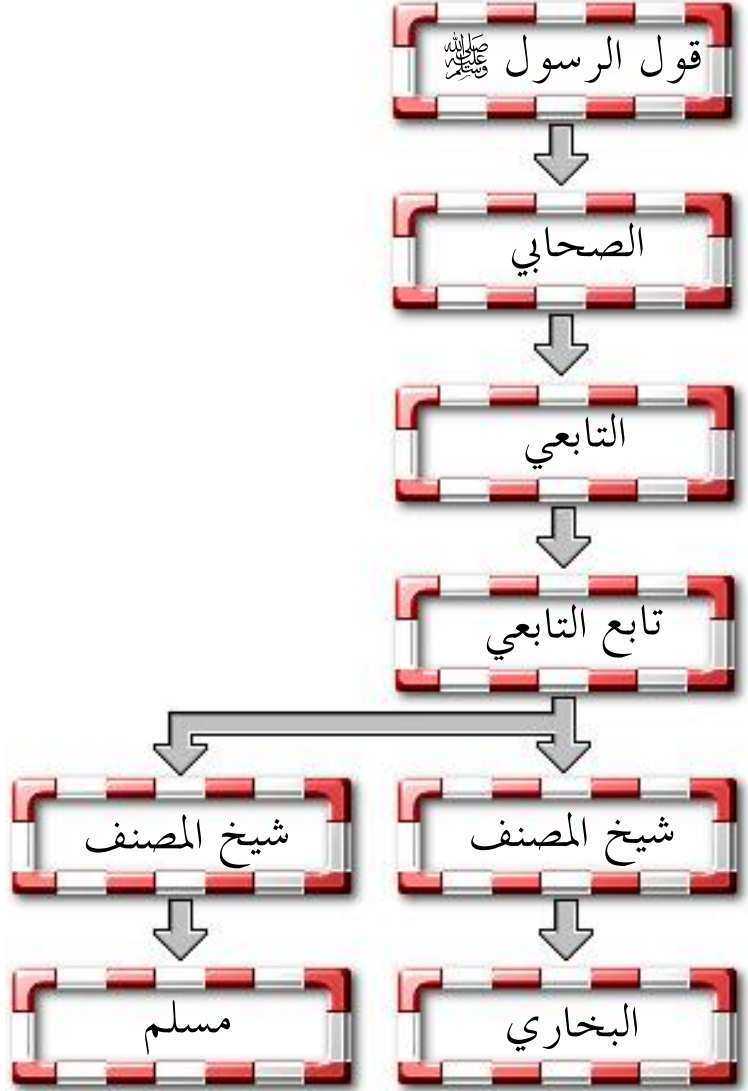 قول الرسول ﷺ
الصحابي
التابعي
تابع التابعي
شيخ المصنف
شيخ المصنف
البخاري
مسلم